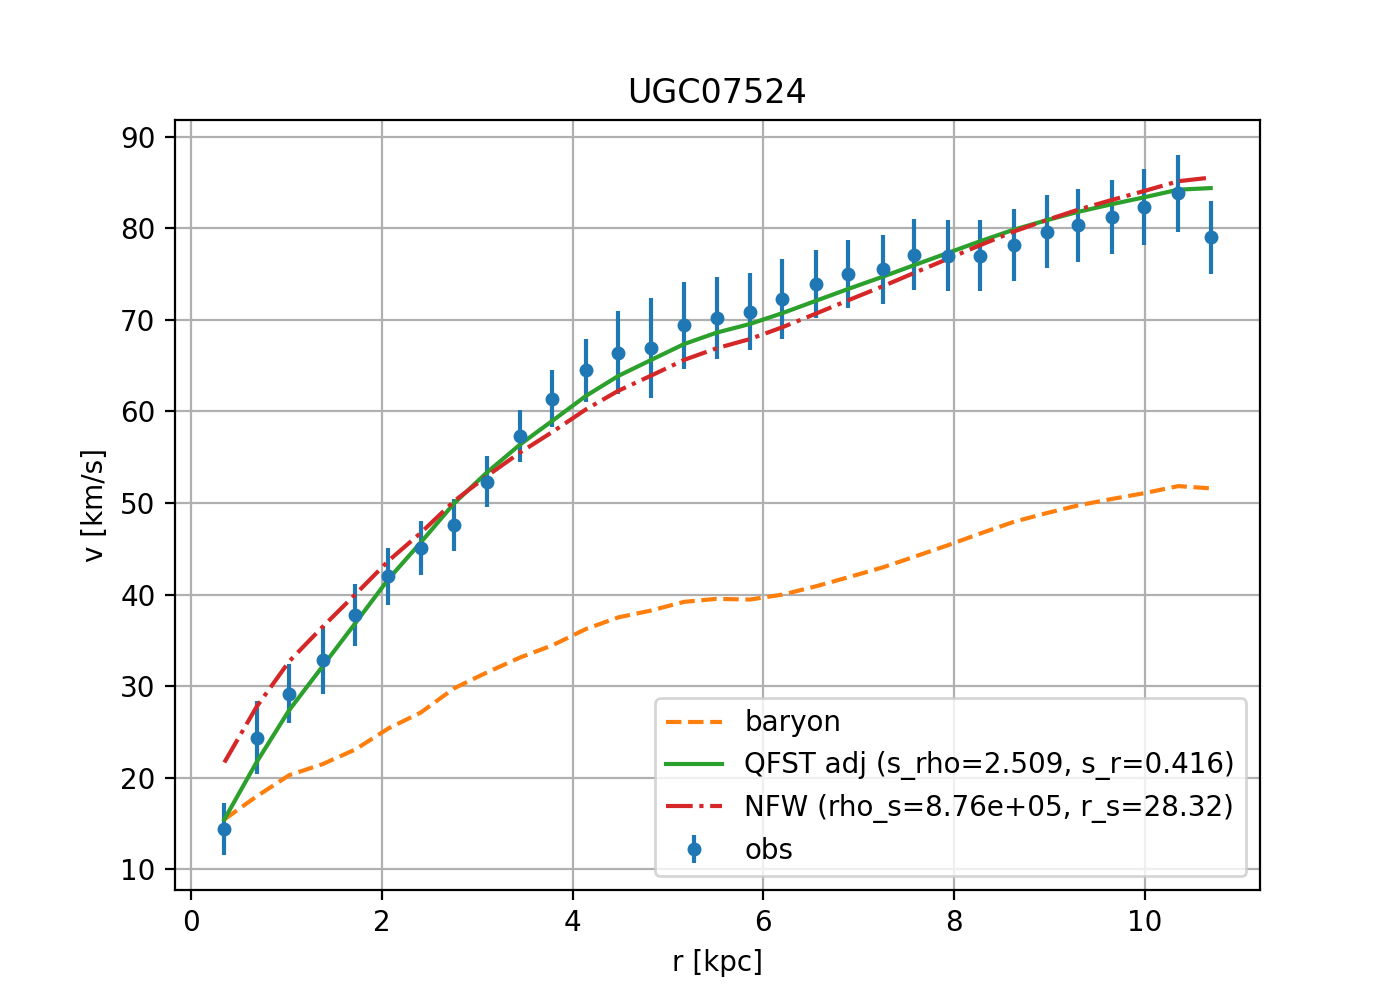 UGC07524
90
80
70
60
50
40
30
20
10
v [km/s]
baryon
QFST adj (s_rho=2.509, s_r=0.416)
NFW (rho_s=8.76e+05, r_s=28.32)
obs
0 2 4 6 8 10
r [kpc]